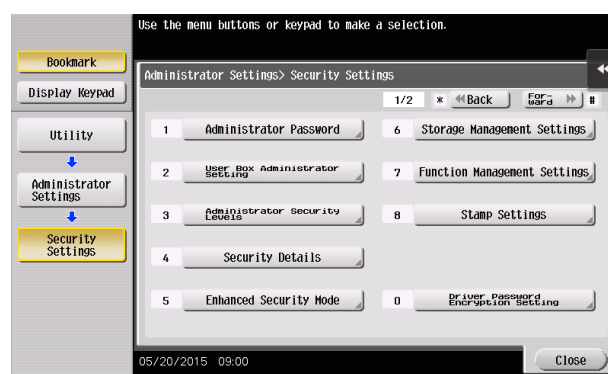 Use the menu buttons or keypad to make a selection.
Bookmark
Display Keypad
Utility
Administrator
Settings
Security
Settings
Administrator Settings> Security Settings
1/2 * Back For-
ward #
1 Administrator Password
2 User Box Administrator
Setting
3 Administrator Security
Levels
4 Security Details
5 Enhanced Security Mode
6 Storage Management Settings
7 Function Management Settings
8 Stamp Settings
0 Driver Password
Encryption Setting
05/20/2015 09:00
Close